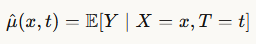 μ̂(x, t) = 𝔼[Y | X = x, T = t]